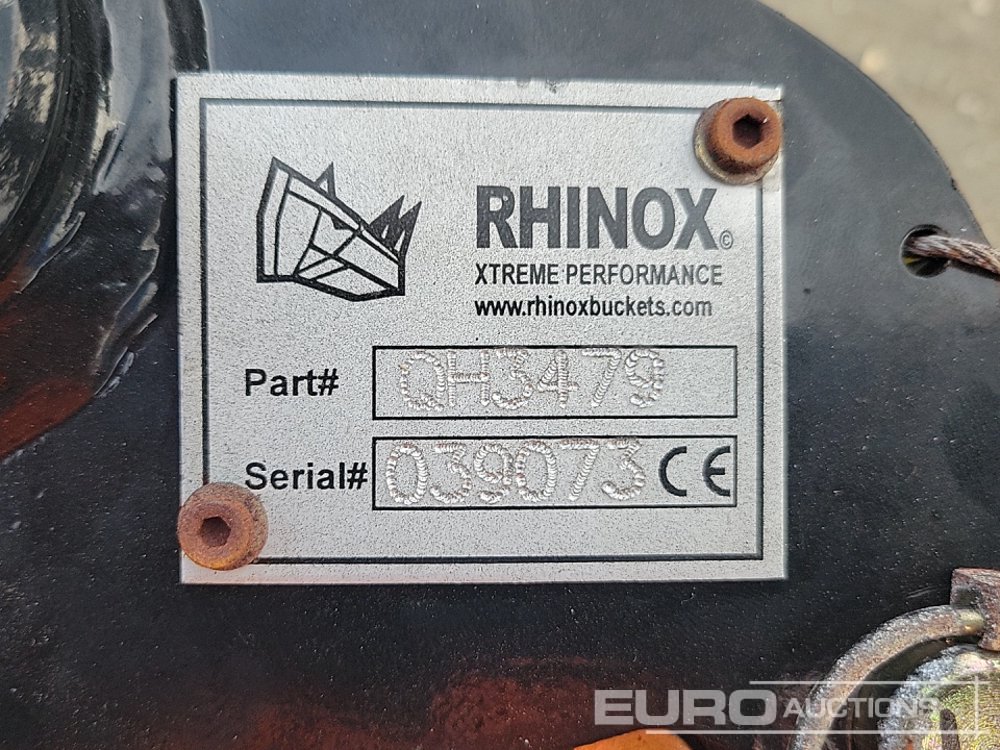 RHINOX©
XTREME PERFORMANCE
www.rhinoxbuckets.com
Part# QH3479
Serial# 039073 CE
EURO AUCTIONS